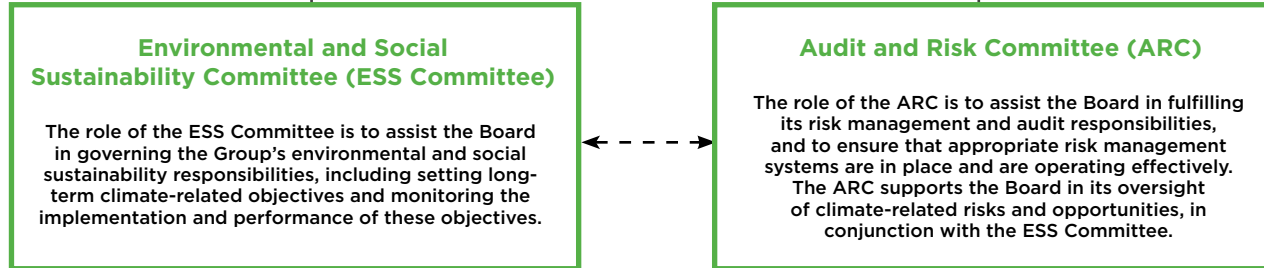 Environmental and Social
Sustainability Committee (ESS Committee)
The role of the ESS Committee is to assist the Board
in governing the Group’s environmental and social
sustainability responsibilities, including setting long-
term climate-related objectives and monitoring the
implementation and performance of these objectives.
Audit and Risk Committee (ARC)
The role of the ARC is to assist the Board in fulfilling
its risk management and audit responsibilities,
and to ensure that appropriate risk management
systems are in place and are operating effectively.
The ARC supports the Board in its oversight
of climate-related risks and opportunities, in
conjunction with the ESS Committee.